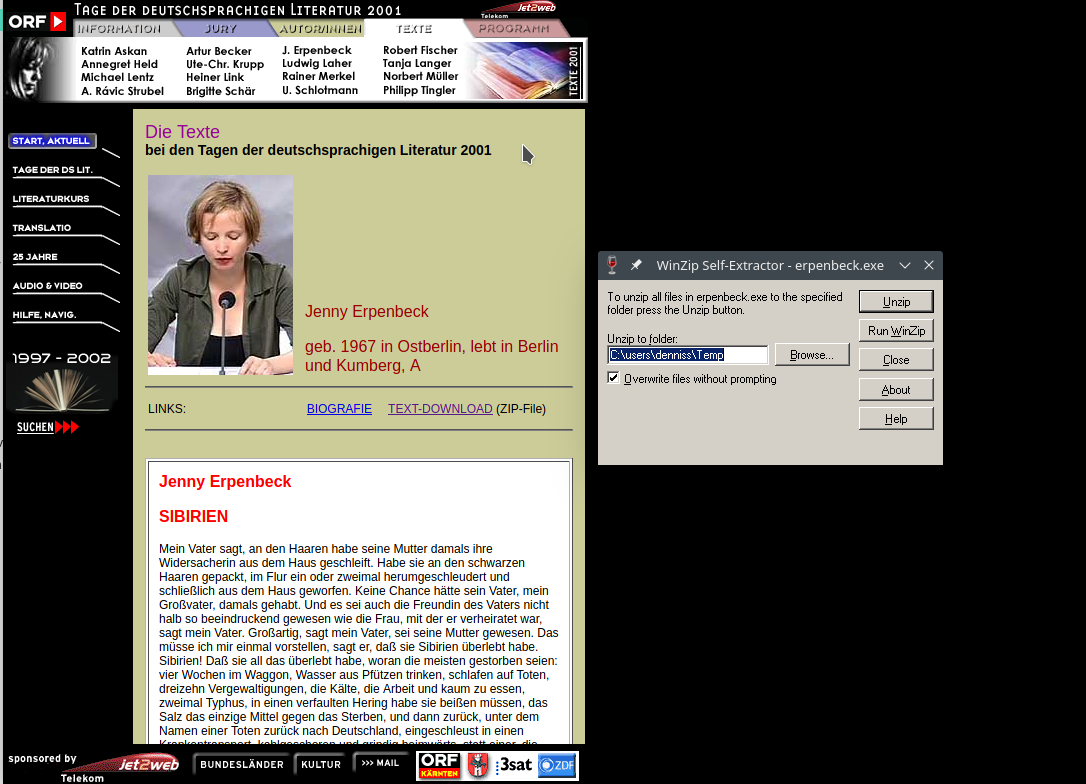 ORF
TAGE DER DEUTSCHSPRACHIGEN LITERATUR 2001
Jet2web
Telekom
INFORMATION JURY AUTOR/INNEN TEXTE PROGRAMM
Katrin Askan Artur Becker J. Erpenbeck Robert Fischer
Annegret Held Ute-Chr. Krupp Ludwig Laher Tanja Langer
Michael Lentz Heiner Link Rainer Merkel Norbert Müller
A. Rávic Strubel Brigitte Schär U. Schlotmann Philipp Tingler
TEXTE 2001
START, AKTUELL
TAGE DER DS LIT.
LITERATURKURS
TRANSLATIO
25 JAHRE
AUDIO & VIDEO
HILFE, NAVIG.
1997 - 2002
SUCHEN
Die Texte
bei den Tagen der deutschsprachigen Literatur 2001
Jenny Erpenbeck
geb. 1967 in Ostberlin, lebt in Berlin
und Kumberg, A
LINKS: BIOGRAFIE TEXT-DOWNLOAD (ZIP-File)
Jenny Erpenbeck
SIBIRIEN
Mein Vater sagt, an den Haaren habe seine Mutter damals ihre
Widersacherin aus dem Haus geschleift. Habe sie an den schwarzen
Haaren gepackt, im Flur ein oder zweimal herumgeschleudert und
schließlich aus dem Haus geworfen. Keine Chance hätte sein Vater, mein
Großvater, damals gehabt. Und es sei auch die Freundin des Vaters nicht
halb so beeindruckend gewesen wie die Frau, mit der er verheiratet war,
sagt mein Vater. Großartig, sagt mein Vater, sei seine Mutter gewesen. Das
müsse ich mir einmal vorstellen, sagt er, daß sie Sibirien überlebt habe.
Sibirien! Daß sie all das überlebt habe, woran die meisten gestorben seien:
vier Wochen im Waggon, Wasser aus Pfützen trinken, schlafen auf Toten,
dreizehn Vergewaltigungen, die Kälte, die Arbeit und kaum zu essen,
zweimal Typhus, in einen verfaulten Hering habe sie beißen müssen, das
Salz das einzige Mittel gegen das Sterben, und dann zurück, unter dem
Namen einer Toten zurück nach Deutschland, eingeschleust in einen
Krankentransport, kahlgeschoren und grindig heimwärts, statt einer, die
sponsored by
Jet2web
Telekom
BUNDESLÄNDER KULTUR >>> MAIL
ORF
KÄRNTEN
3sat
ZDF
WinZip Self-Extractor - erpenbeck.exe
To unzip all files in erpenbeck.exe to the specified
folder press the Unzip button.
Unzip to folder:
C:\users\denniss\Temp
Browse...
Overwrite files without prompting
Unzip
Run WinZip
Close
About
Help